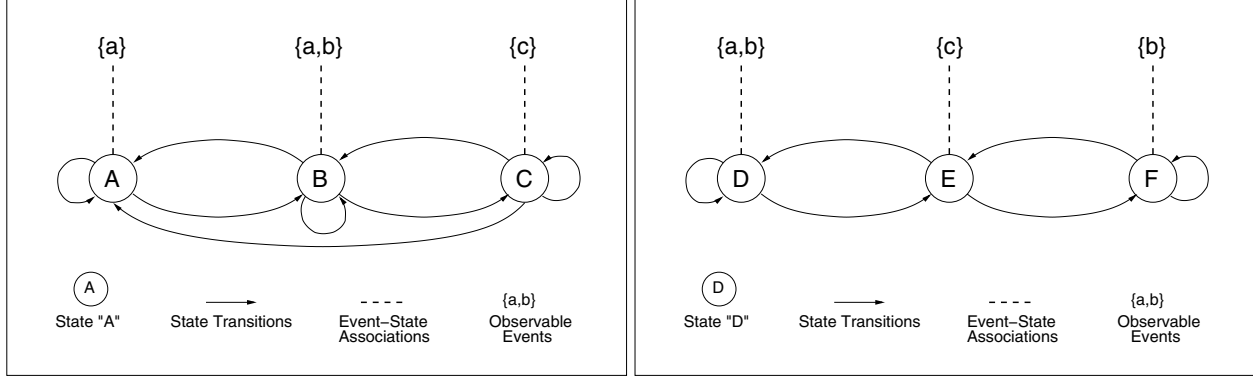 {a} {a,b} {c}
A B C
A
State "A" State Transitions Event–State Associations {a,b} Observable Events
{a,b} {c} {b}
D E F
D
State "D" State Transitions Event–State Associations {a,b} Observable Events